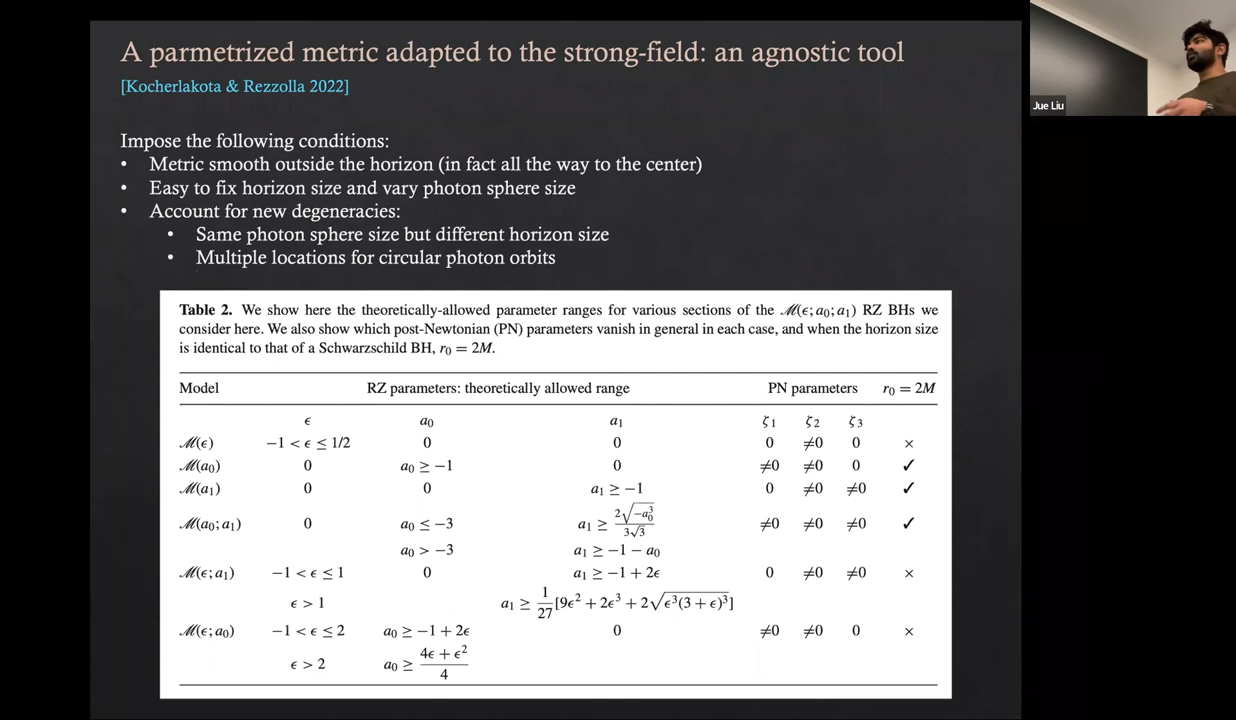 A parmetrized metric adapted to the strong-field: an agnostic tool
[Kocherlakota & Rezzolla 2022]
Impose the following conditions:
• Metric smooth outside the horizon (in fact all the way to the center)
• Easy to fix horizon size and vary photon sphere size
• Account for new degeneracies:
• Same photon sphere size but different horizon size
• Multiple locations for circular photon orbits
Table 2. We show here the theoretically-allowed parameter ranges for various sections of the ℳ(ϵ; a₀; a₁) RZ BHs we
consider here. We also show which post-Newtonian (PN) parameters vanish in general in each case, and when the horizon size
is identical to that of a Schwarzschild BH, r₀ = 2M.
Model RZ parameters: theoretically allowed range PN parameters r₀ = 2M
ϵ a₀ a₁ ζ₁ ζ₂ ζ₃
ℳ(ϵ) −1 < ϵ ≤ 1/2 0 0 0 ≠0 0 ×
ℳ(a₀) 0 a₀ ≥ −1 0 ≠0 ≠0 0 ✓
ℳ(a₁) 0 0 a₁ ≥ −1 0 ≠0 ≠0 ✓
ℳ(a₀; a₁) 0 a₀ ≤ −3 a₁ ≥ 2√(−a₀³)/3√3 ≠0 ≠0 ≠0 ✓
a₀ > −3 a₁ ≥ −1 − a₀
ℳ(ϵ; a₁) −1 < ϵ ≤ 1 0 a₁ ≥ −1 + 2ϵ 0 ≠0 ≠0 ×
ϵ > 1 a₁ ≥ 1/27[9ϵ² + 2ϵ³ + 2√(ϵ³(3 + ϵ)³)]
ℳ(ϵ; a₀) −1 < ϵ ≤ 2 a₀ ≥ −1 + 2ϵ 0 ≠0 ≠0 0 ×
ϵ > 2 a₀ ≥ (4ϵ + ϵ²)/4
Jue Liu